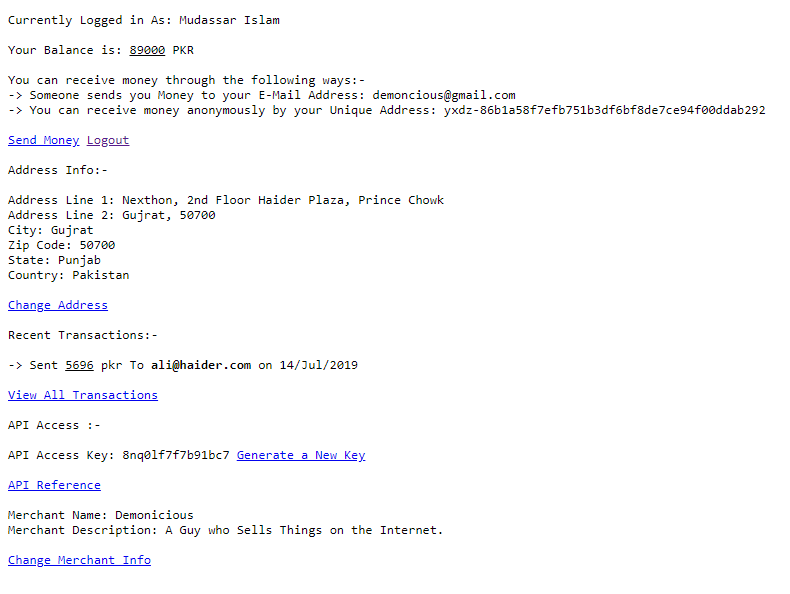 Currently Logged in As: Mudassar Islam
Your Balance is: 89000 PKR
You can receive money through the following ways:-
-> Someone sends you Money to your E-Mail Address: demoncious@gmail.com
-> You can receive money anonymously by your Unique Address: yxdz-86b1a58f7efb751b3df6bf8de7ce94f00ddab292
Send Money Logout
Address Info:-
Address Line 1: Nexthon, 2nd Floor Haider Plaza, Prince Chowk
Address Line 2: Gujrat, 50700
City: Gujrat
Zip Code: 50700
State: Punjab
Country: Pakistan
Change Address
Recent Transactions:-
-> Sent 5696 pkr To ali@haider.com on 14/Jul/2019
View All Transactions
API Access :-
API Access Key: 8nq0lf7f7b91bc7 Generate a New Key
API Reference
Merchant Name: Demonicious
Merchant Description: A Guy who Sells Things on the Internet.
Change Merchant Info